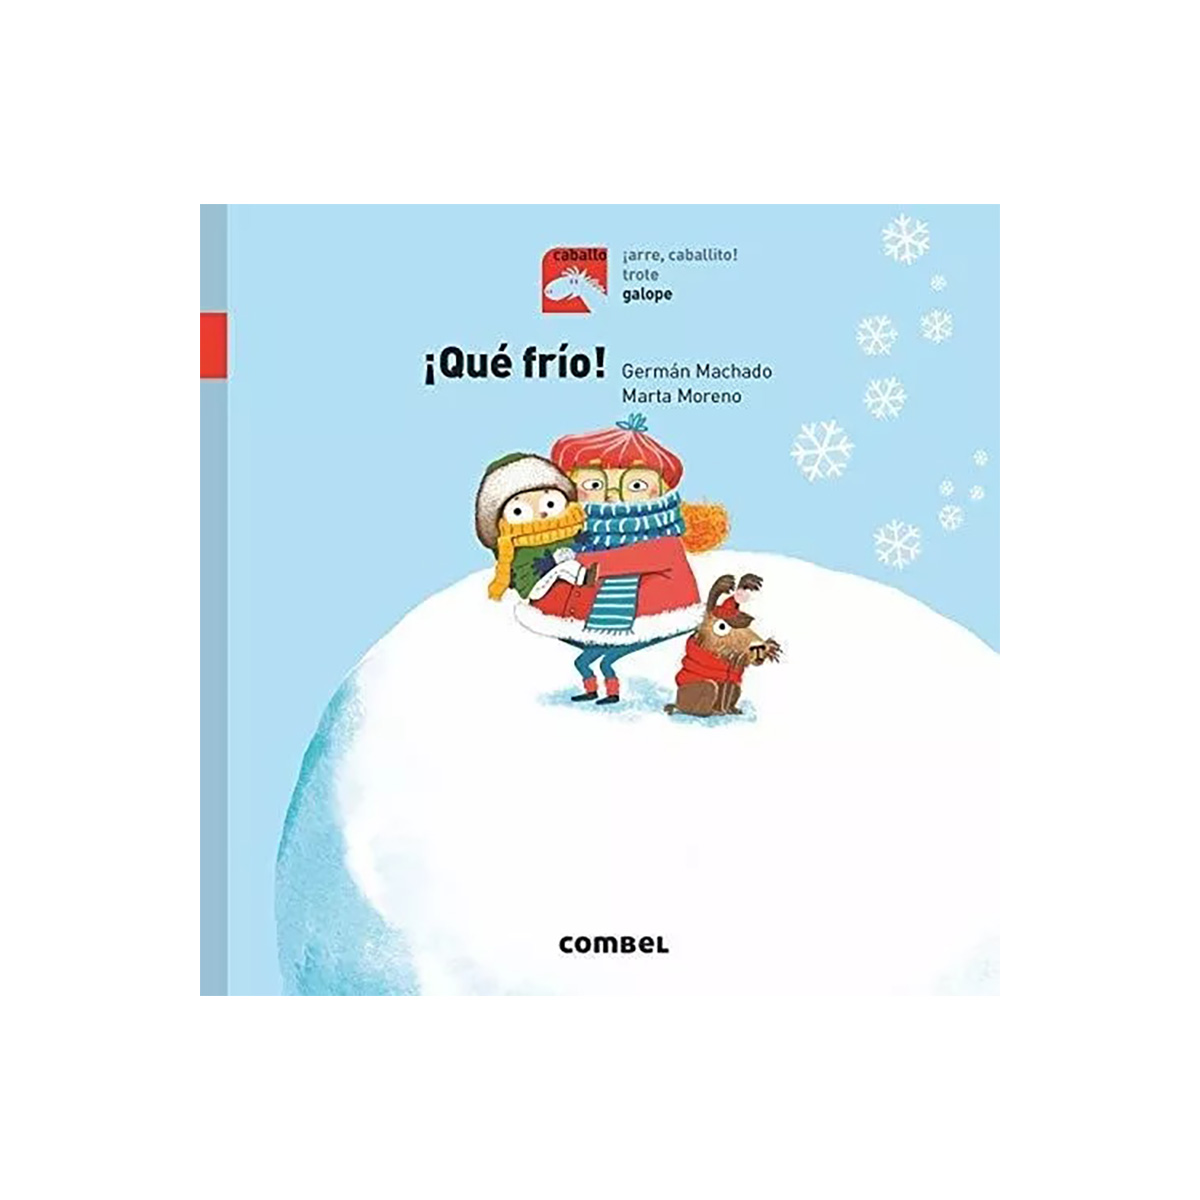 caballo
¡arre, caballito!
trote
galope
¡Qué frío!
Germán Machado
Marta Moreno
COMBEL